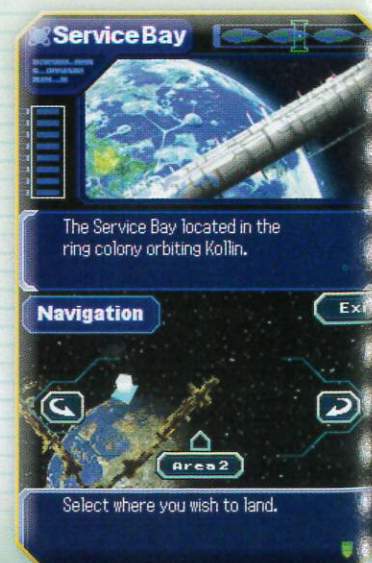 Service Bay
The Service Bay located in the
ring colony orbiting Kollin.
Navigation
Exi
Area 2
Select where you wish to land.